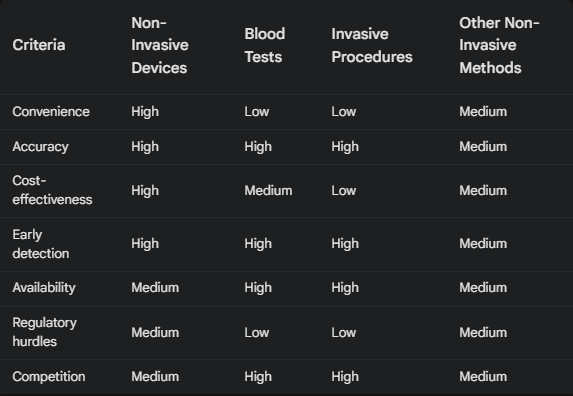 Criteria Non-Invasive Devices Blood Tests Invasive Procedures Other Non-Invasive Methods
Convenience High Low Low Medium
Accuracy High High High Medium
Cost-effectiveness High Medium Low Medium
Early detection High High High Medium
Availability Medium High High Medium
Regulatory hurdles Medium Low Low Medium
Competition Medium High High Medium